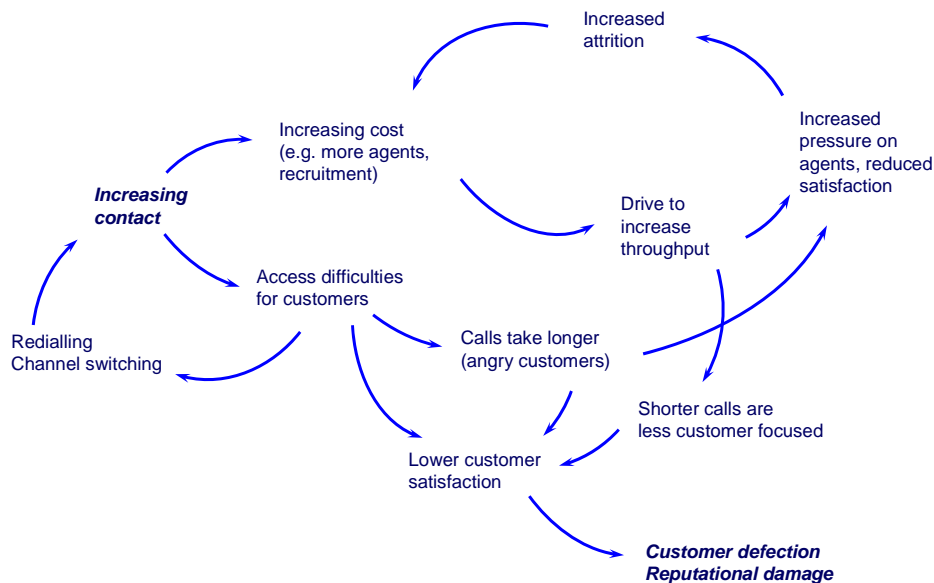 Increased
attrition
Increasing cost
(e.g. more agents,
recruitment)
Increased
pressure on
agents, reduced
satisfaction
Increasing
contact
Drive to
increase
throughput
Access difficulties
for customers
Redialling
Channel switching
Calls take longer
(angry customers)
Shorter calls are
less customer focused
Lower customer
satisfaction
Customer defection
Reputational damage